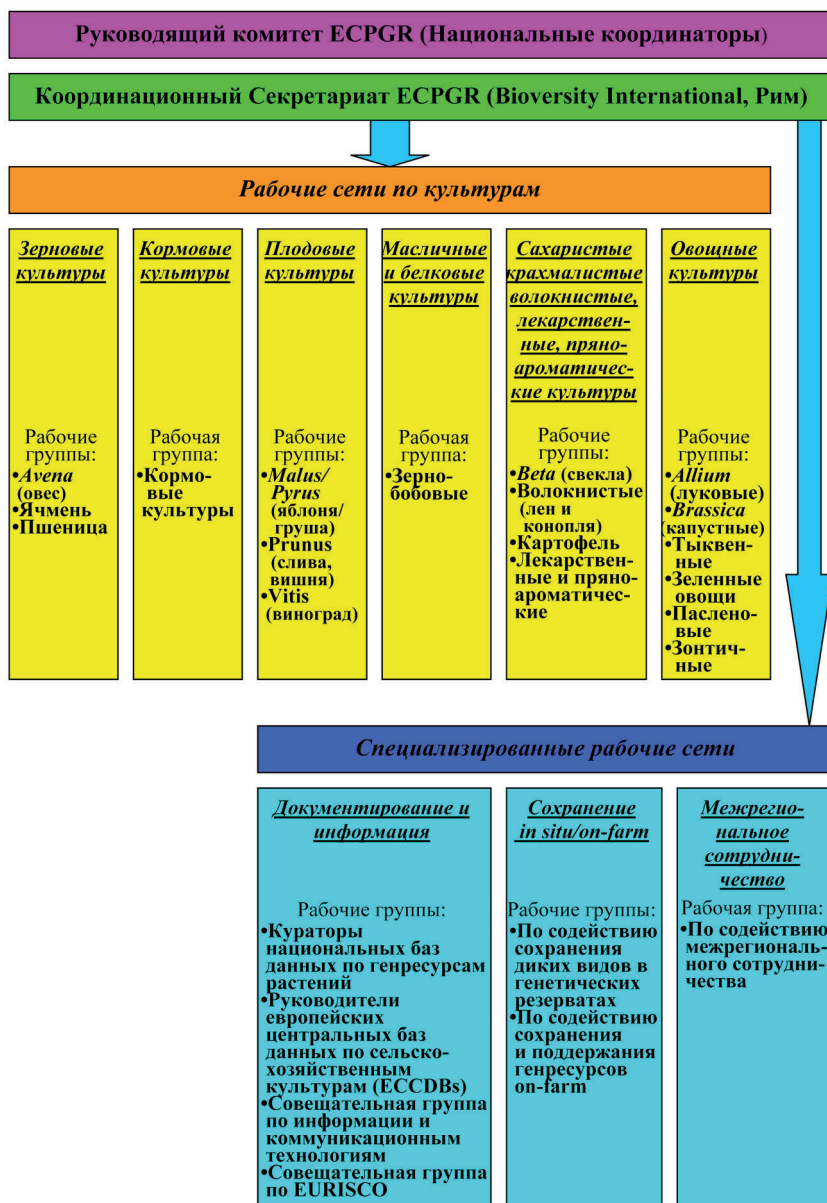 Руководящий комитет ECPGR (Национальные координаторы)
Координационный Секретариат ECPGR (Bioversity International, Рим)
Рабочие сети по культурам
Зерновые
культуры
Рабочие
группы:
•Avena
(овес)
•Ячмень
•Пшеница
Кормовые
культуры
Рабочая
группа:
•Кормо-
вые
культуры
Плодовые
культуры
Рабочие
группы:
•Malus/
Pyrus
(яблоня/
груша)
•Prunus
(слива,
вишня)
•Vitis
(виноград)
Масличные
и белковые
культуры
Рабочая
группа:
•Зерно-
бобовые
Сахаристые
крахмалистые
волокнистые,
лекарствен-
ные, пряно-
ароматичес-
кие культуры
Рабочие
группы:
•Beta (свекла)
•Волокнистые
(лен и
конопля)
•Картофель
•Лекарствен-
ные и пряно-
ароматичес-
кие
Овощные
культуры
Рабочие
группы:
•Allium
(луковые)
•Brassica
(капустные)
•Тыквен-
ные
•Зеленные
овощи
•Пасленo-
вые
•Зонтич-
ные
Специализированные рабочие сети
Документирование и
информация
Рабочие группы:
•Кураторы
национальных баз
данных по генресурсам
растений
•Руководители
европейских
центральных баз
данных по сельско-
хозяйственным
культурам (ECCDBs)
•Совещательная группа
по информации и
коммуникационным
технологиям
•Совещательная группа
по EURISCO
Сохранение
in situ/on-farm
Рабочие группы:
•По содействию
сохранения
диких видов в
генетических
резерватах
•По содействию
сохранения
и поддержания
генресурсов
on-farm
Межрегио-
нальное
сотрудни-
чество
Рабочая группа:
•По содействию
межрегиональ-
ного сотрудни-
чества